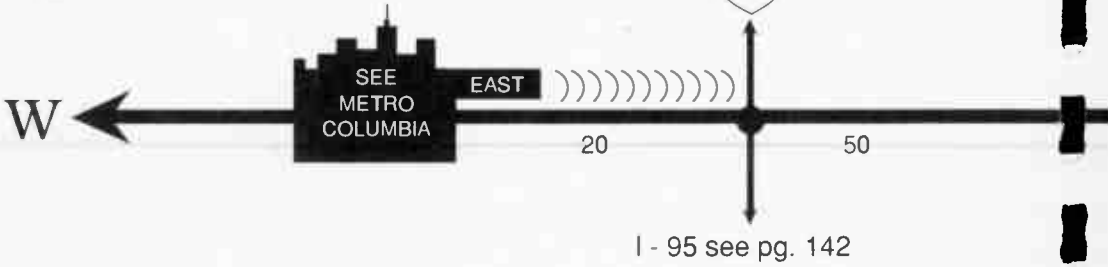 SEE
METRO
COLUMBIA
EAST
W
20
50
I - 95 see pg. 142